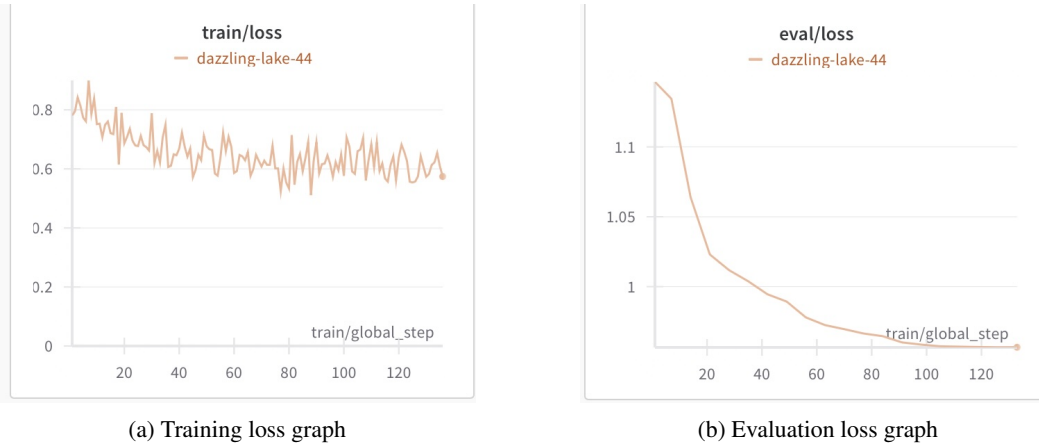 train/loss
dazzling-lake-44
0.8
0.6
0.4
0.2
0
train/global_step
20 40 60 80 100 120
(a) Training loss graph
eval/loss
dazzling-lake-44
1.1
1.05
1
train/global_step
20 40 60 80 100 120
(b) Evaluation loss graph